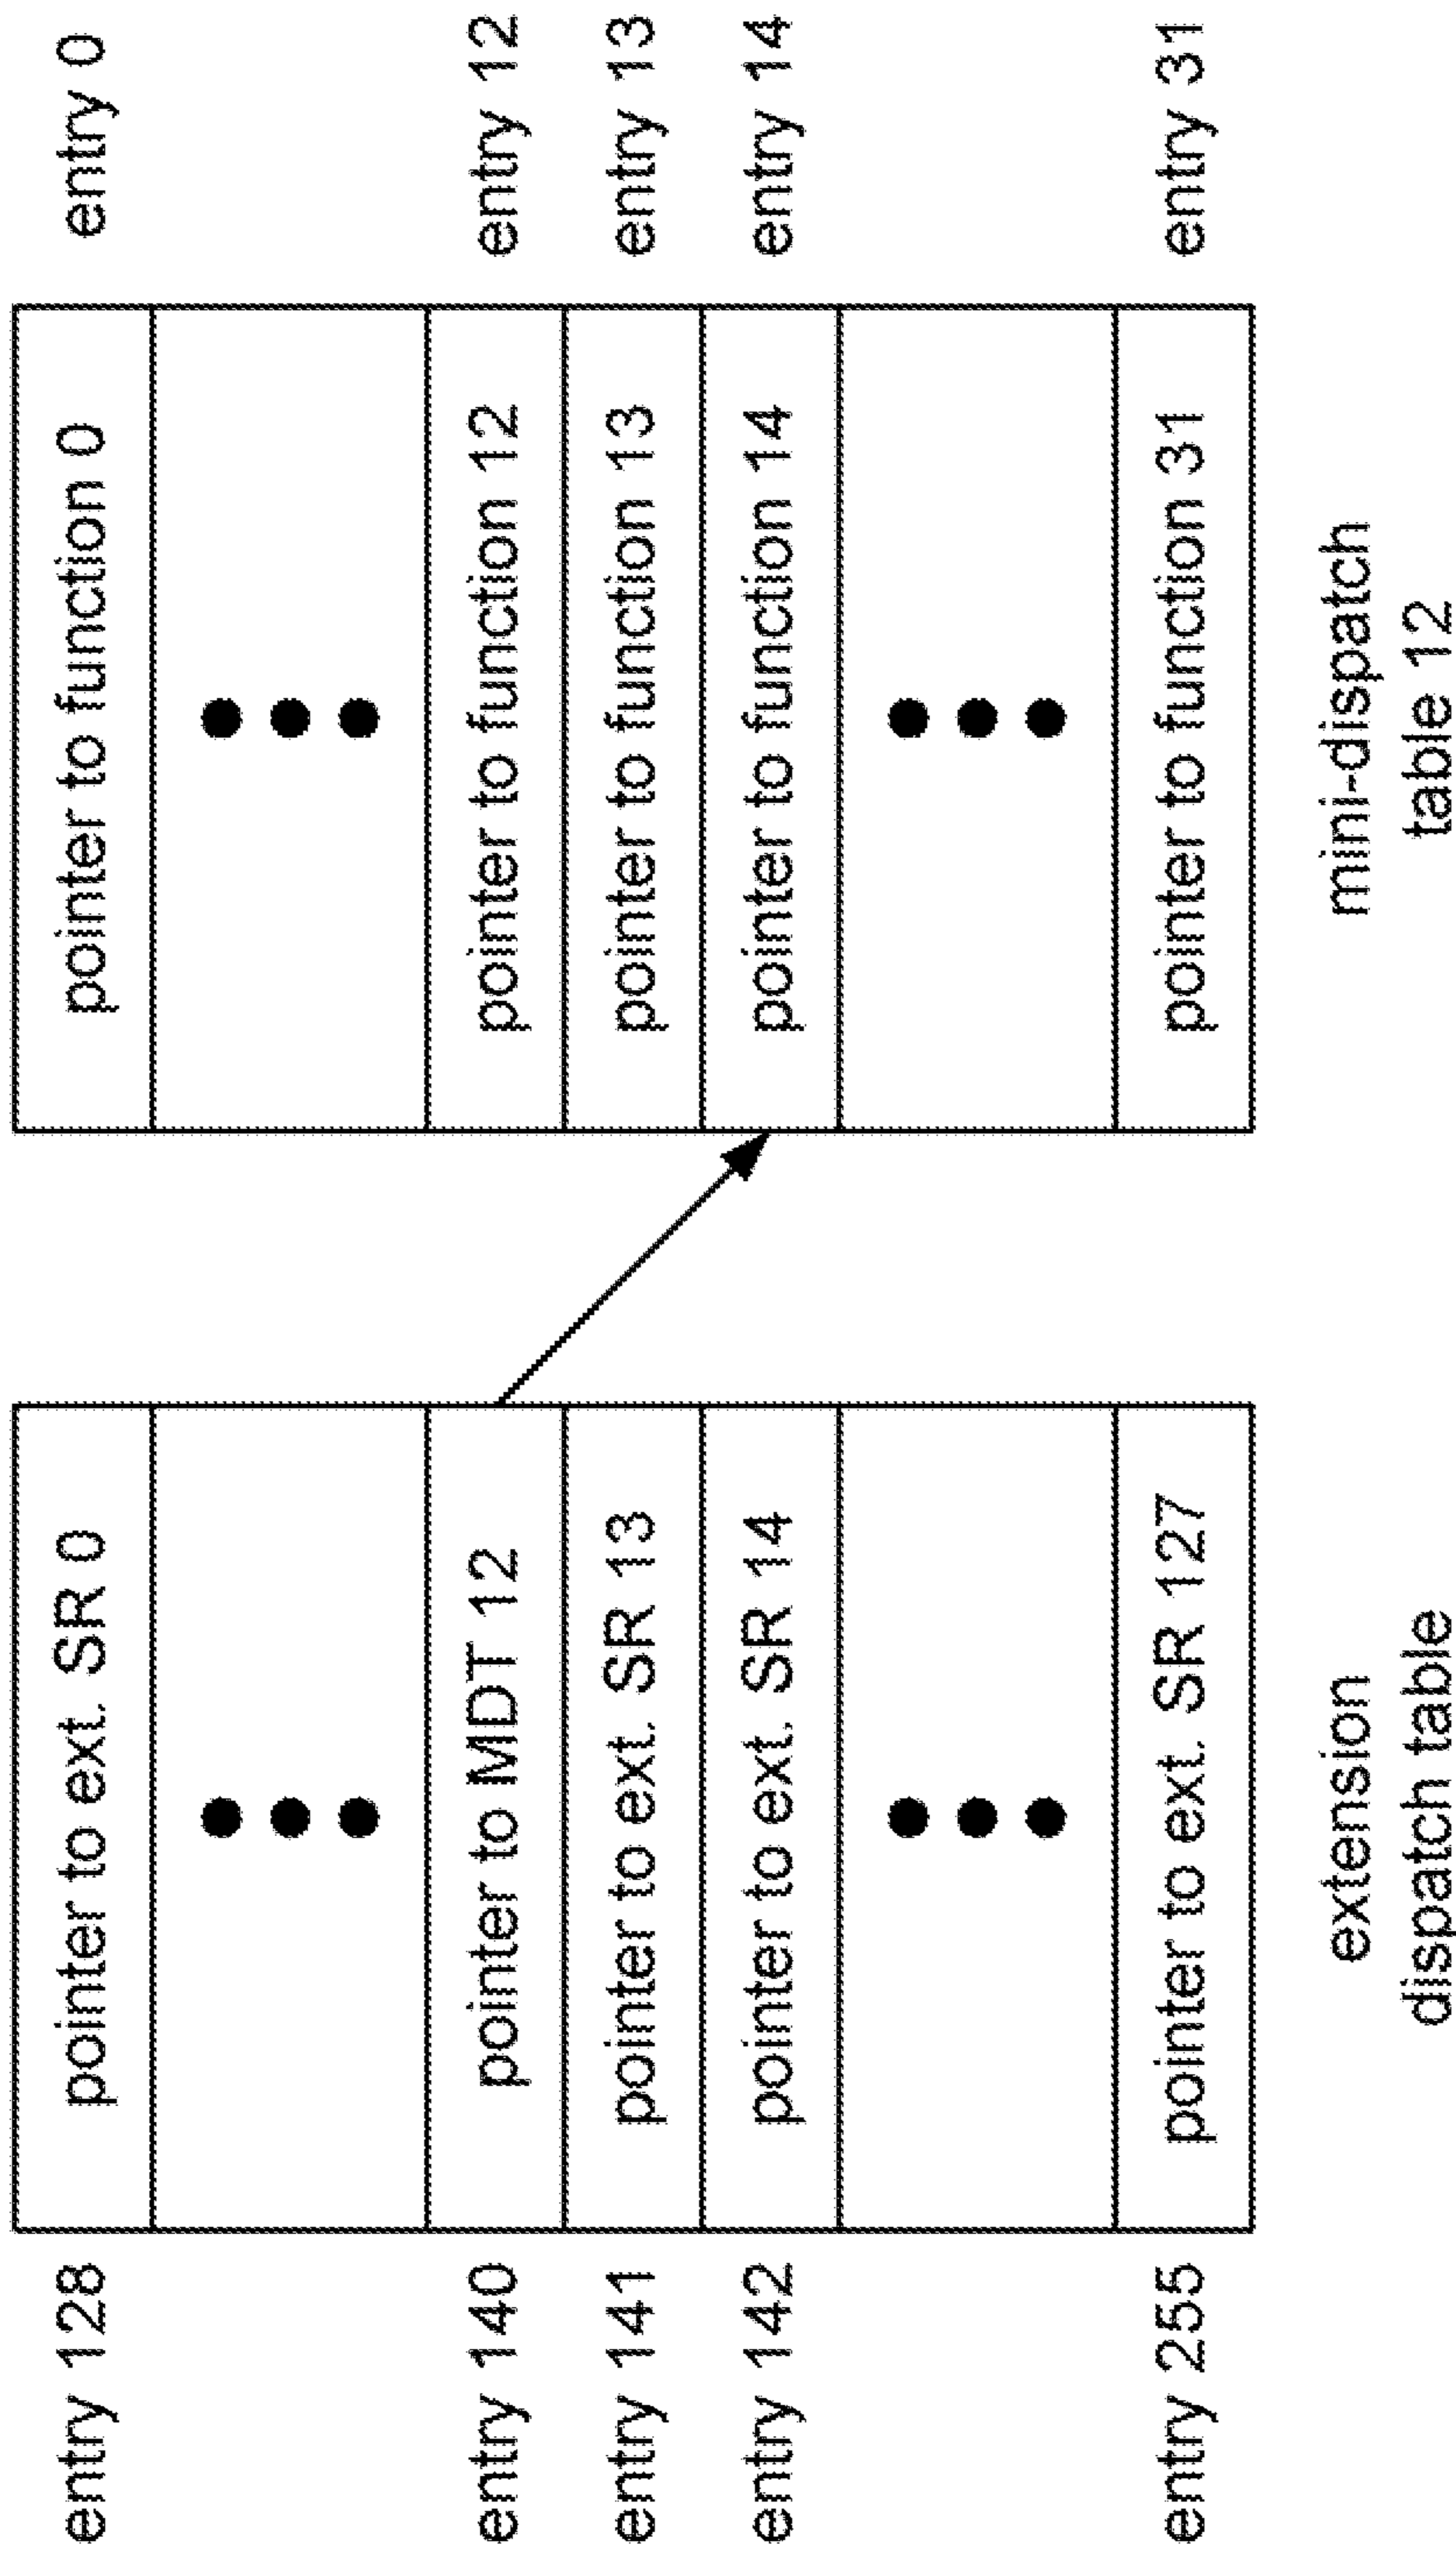 entry 128
pointer to ext. SR 0
entry 140
pointer to MDT 12
entry 141
pointer to ext. SR 13
entry 142
pointer to ext. SR 14
entry 255
pointer to ext. SR 127
extension
dispatch table
pointer to function 0
entry 0
pointer to function 12
entry 12
pointer to function 13
entry 13
pointer to function 14
entry 14
pointer to function 31
entry 31
mini-dispatch
table 12